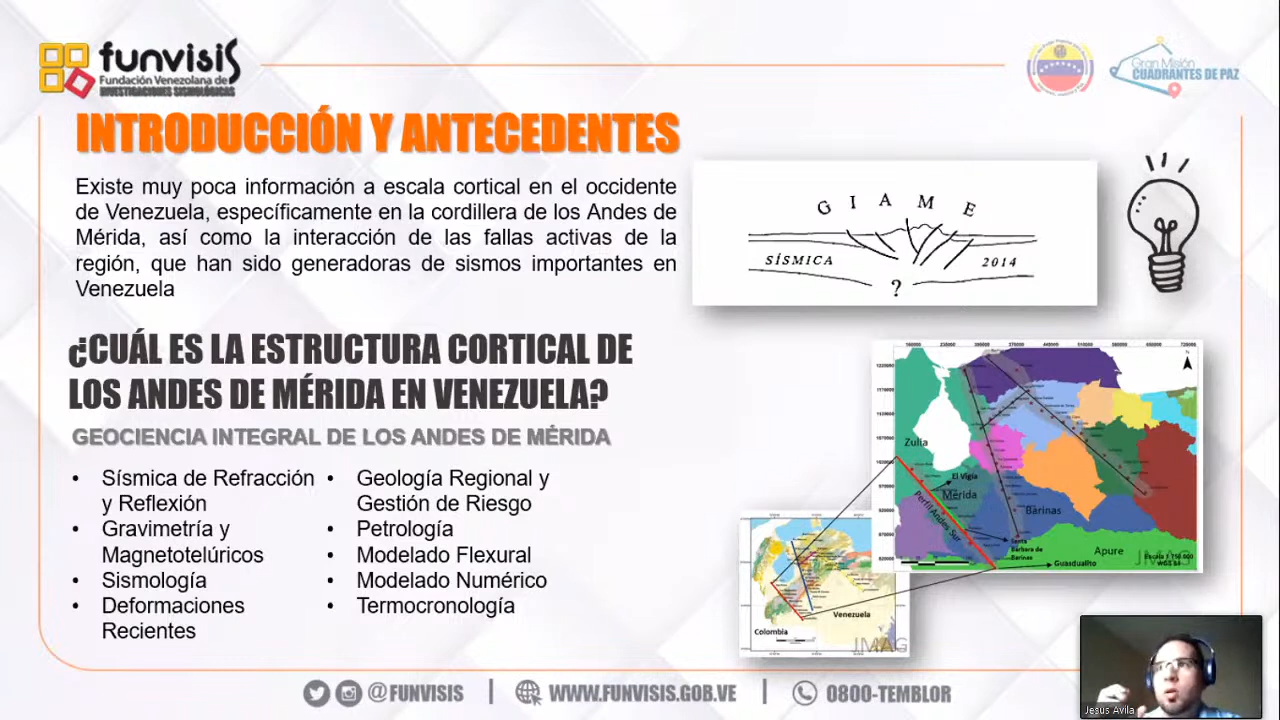 funvisis
Fundación Venezolana de
INVESTIGACIONES SISMOLÓGICAS
Gran Misión
CUADRANTES DE PAZ
INTRODUCCIÓN Y ANTECEDENTES
Existe muy poca información a escala cortical en el occidente
de Venezuela, específicamente en la cordillera de los Andes de
Mérida, así como la interacción de las fallas activas de la
región, que han sido generadoras de sismos importantes en
Venezuela
G I A M E
SÍSMICA
2014
?
¿CUÁL ES LA ESTRUCTURA CORTICAL DE
LOS ANDES DE MÉRIDA EN VENEZUELA?
GEOCIENCIA INTEGRAL DE LOS ANDES DE MÉRIDA
• Sísmica de Refracción
y Reflexión
• Gravimetría y
Magnetotelúricos
• Sismología
• Deformaciones
Recientes
• Geología Regional y
Gestión de Riesgo
• Petrología
• Modelado Flexural
• Modelado Numérico
• Termocronología
Zulia
El Vigía
Mérida
Perfil Andes Sur
Barinas
Santa
Bárbara de
Barinas
Apure
Guasdualito
JMAG
Venezuela
Colombia
JMAG
@FUNVISIS | WWW.FUNVISIS.GOB.VE | 0800-TEMBLOR
Jesus Avila